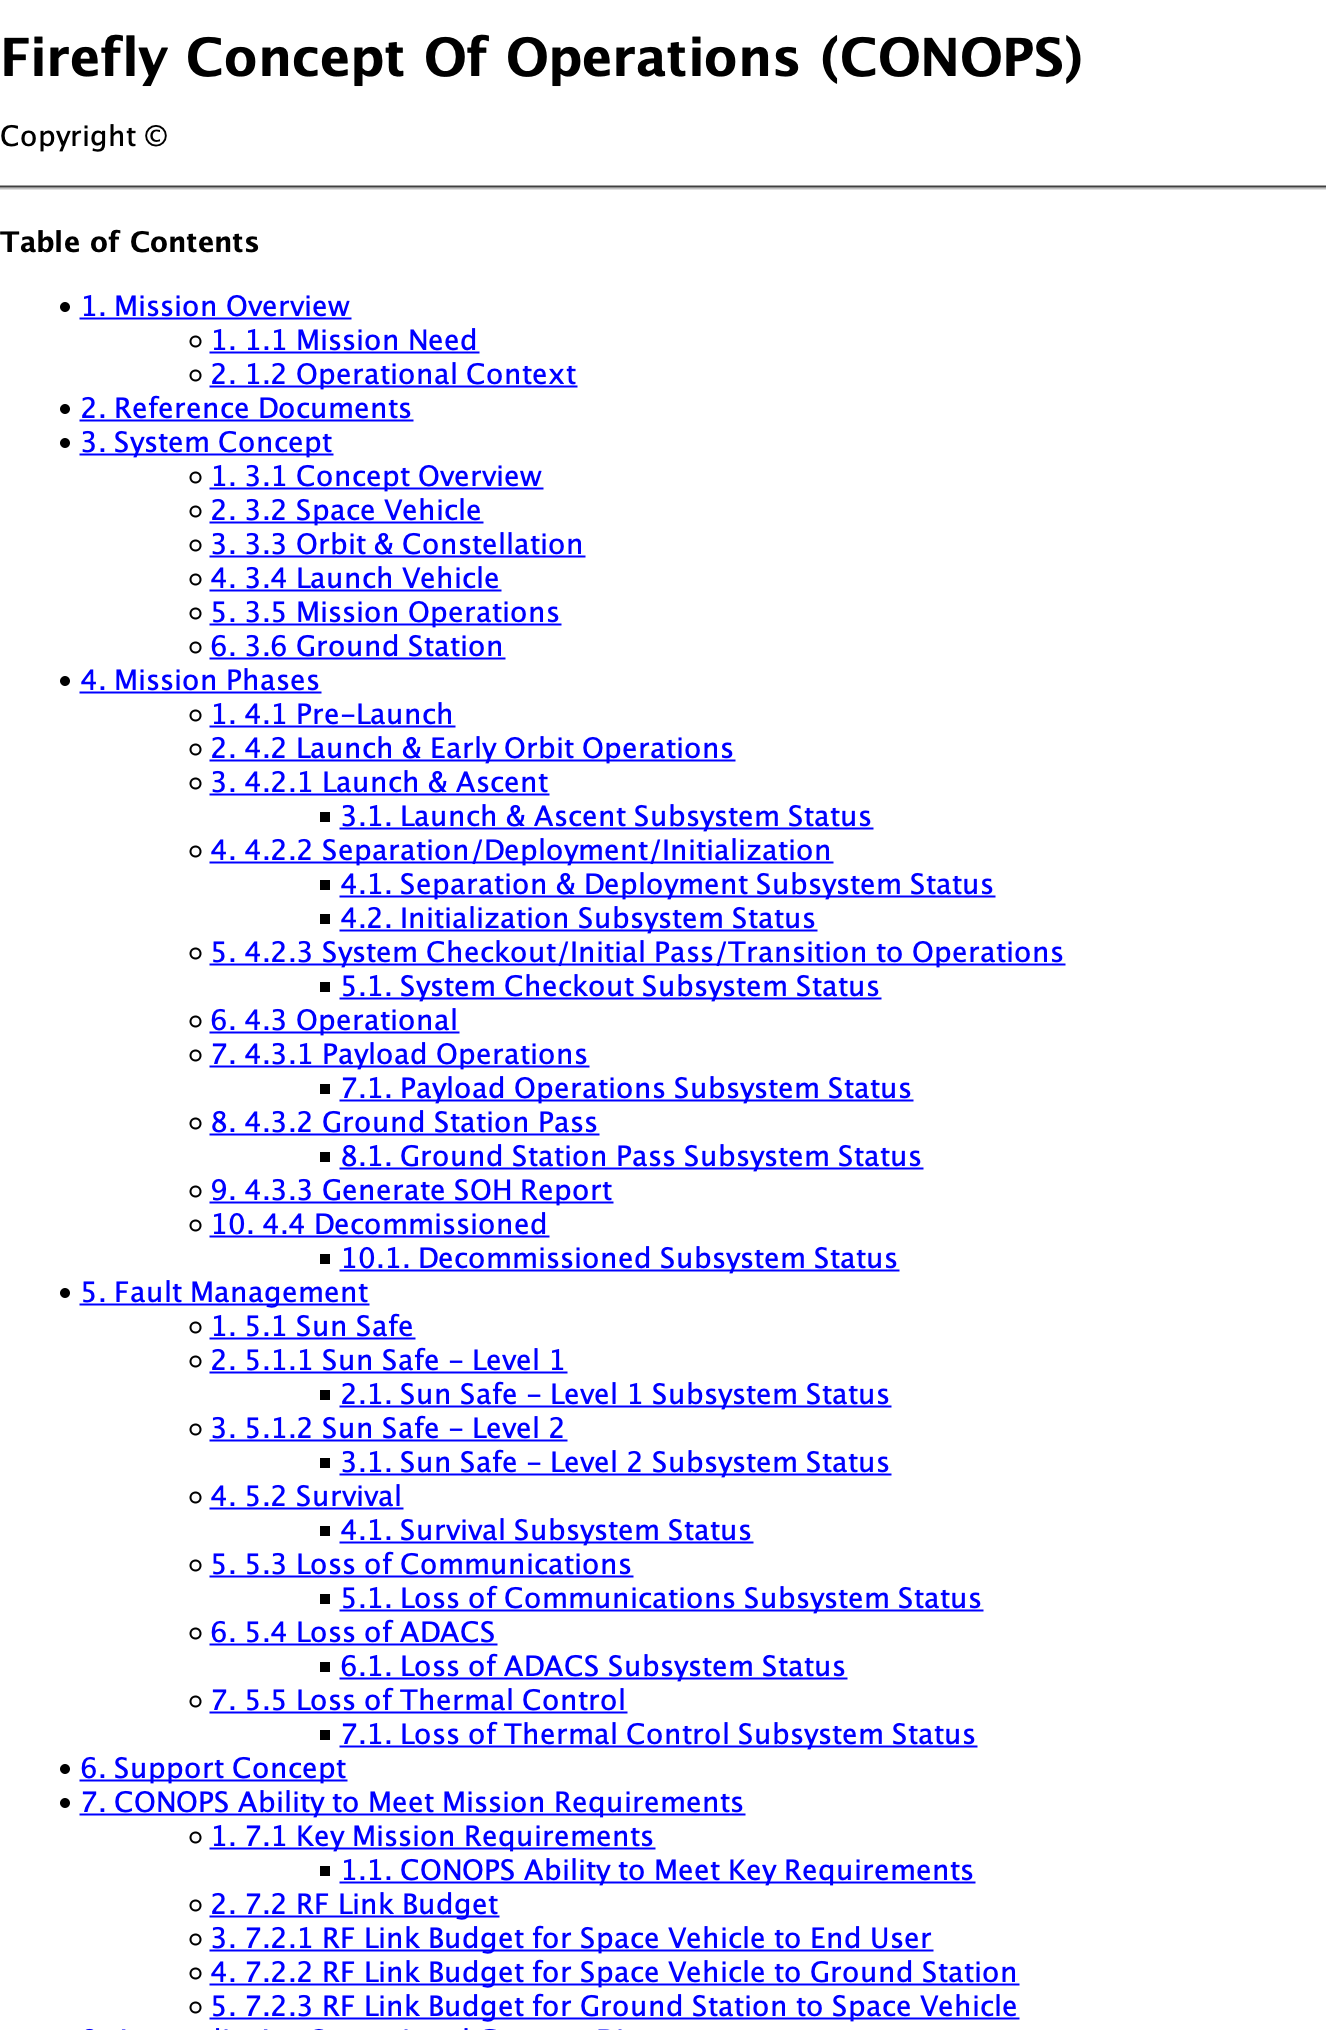 Firefly Concept Of Operations (CONOPS)
Copyright ©
Table of Contents
1. Mission Overview
1. 1.1 Mission Need
2. 1.2 Operational Context
2. Reference Documents
3. System Concept
1. 3.1 Concept Overview
2. 3.2 Space Vehicle
3. 3.3 Orbit & Constellation
4. 3.4 Launch Vehicle
5. 3.5 Mission Operations
6. 3.6 Ground Station
4. Mission Phases
1. 4.1 Pre-Launch
2. 4.2 Launch & Early Orbit Operations
3. 4.2.1 Launch & Ascent
3.1. Launch & Ascent Subsystem Status
4. 4.2.2 Separation/Deployment/Initialization
4.1. Separation & Deployment Subsystem Status
4.2. Initialization Subsystem Status
5. 4.2.3 System Checkout/Initial Pass/Transition to Operations
5.1. System Checkout Subsystem Status
6. 4.3 Operational
7. 4.3.1 Payload Operations
7.1. Payload Operations Subsystem Status
8. 4.3.2 Ground Station Pass
8.1. Ground Station Pass Subsystem Status
9. 4.3.3 Generate SOH Report
10. 4.4 Decommissioned
10.1. Decommissioned Subsystem Status
5. Fault Management
1. 5.1 Sun Safe
2. 5.1.1 Sun Safe - Level 1
2.1. Sun Safe - Level 1 Subsystem Status
3. 5.1.2 Sun Safe - Level 2
3.1. Sun Safe - Level 2 Subsystem Status
4. 5.2 Survival
4.1. Survival Subsystem Status
5. 5.3 Loss of Communications
5.1. Loss of Communications Subsystem Status
6. 5.4 Loss of ADACS
6.1. Loss of ADACS Subsystem Status
7. 5.5 Loss of Thermal Control
7.1. Loss of Thermal Control Subsystem Status
6. Support Concept
7. CONOPS Ability to Meet Mission Requirements
1. 7.1 Key Mission Requirements
1.1. CONOPS Ability to Meet Key Requirements
2. 7.2 RF Link Budget
3. 7.2.1 RF Link Budget for Space Vehicle to End User
4. 7.2.2 RF Link Budget for Space Vehicle to Ground Station
5. 7.2.3 RF Link Budget for Ground Station to Space Vehicle